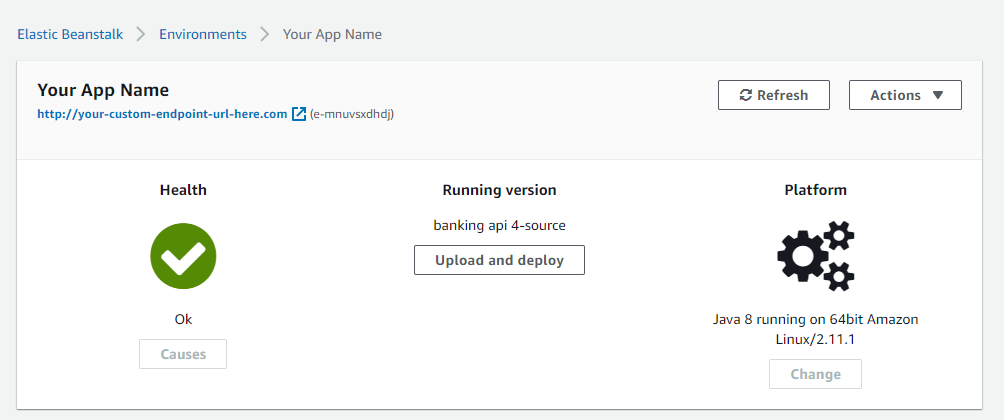 Elastic Beanstalk > Environments > Your App Name
Your App Name
http://your-custom-endpoint-url-here.com (e-mnuvsxdhdj)
Refresh
Actions
Health
Running version
Platform
banking api 4-source
Upload and deploy
Ok
Causes
Java 8 running on 64bit Amazon
Linux/2.11.1
Change